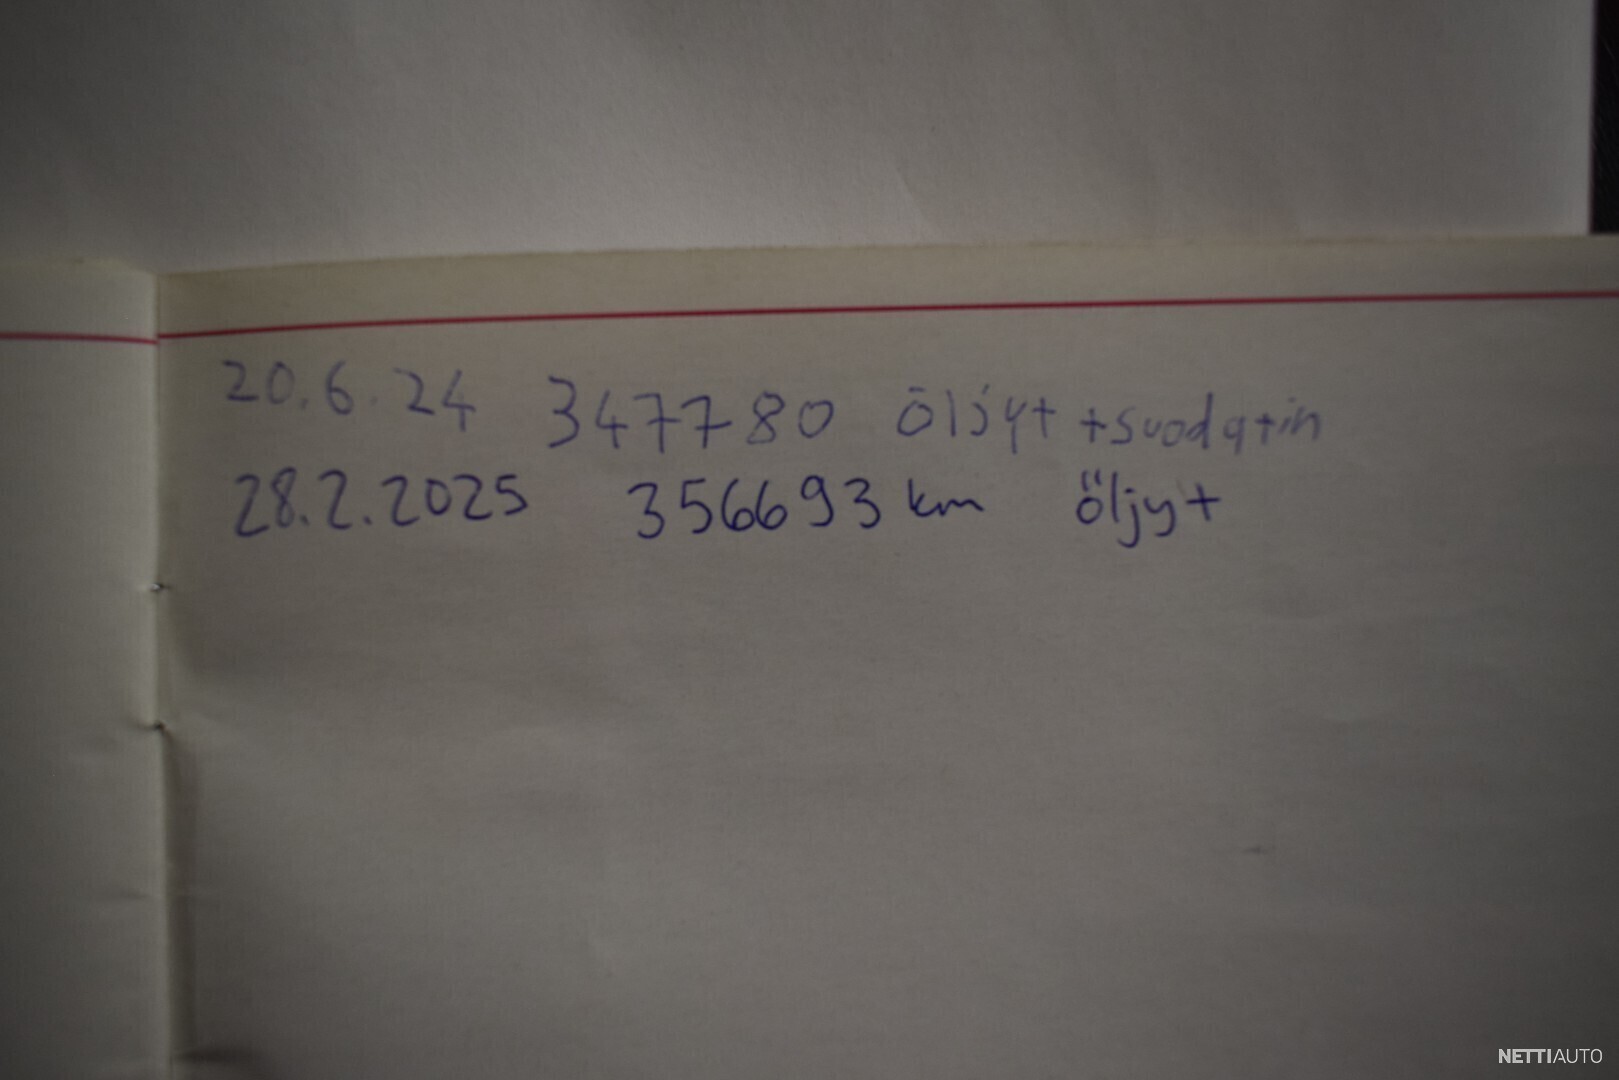 20.6.24 347780 öljyt +suodatin
28.2.2025 356693 km öljyt
NETTIAUTO